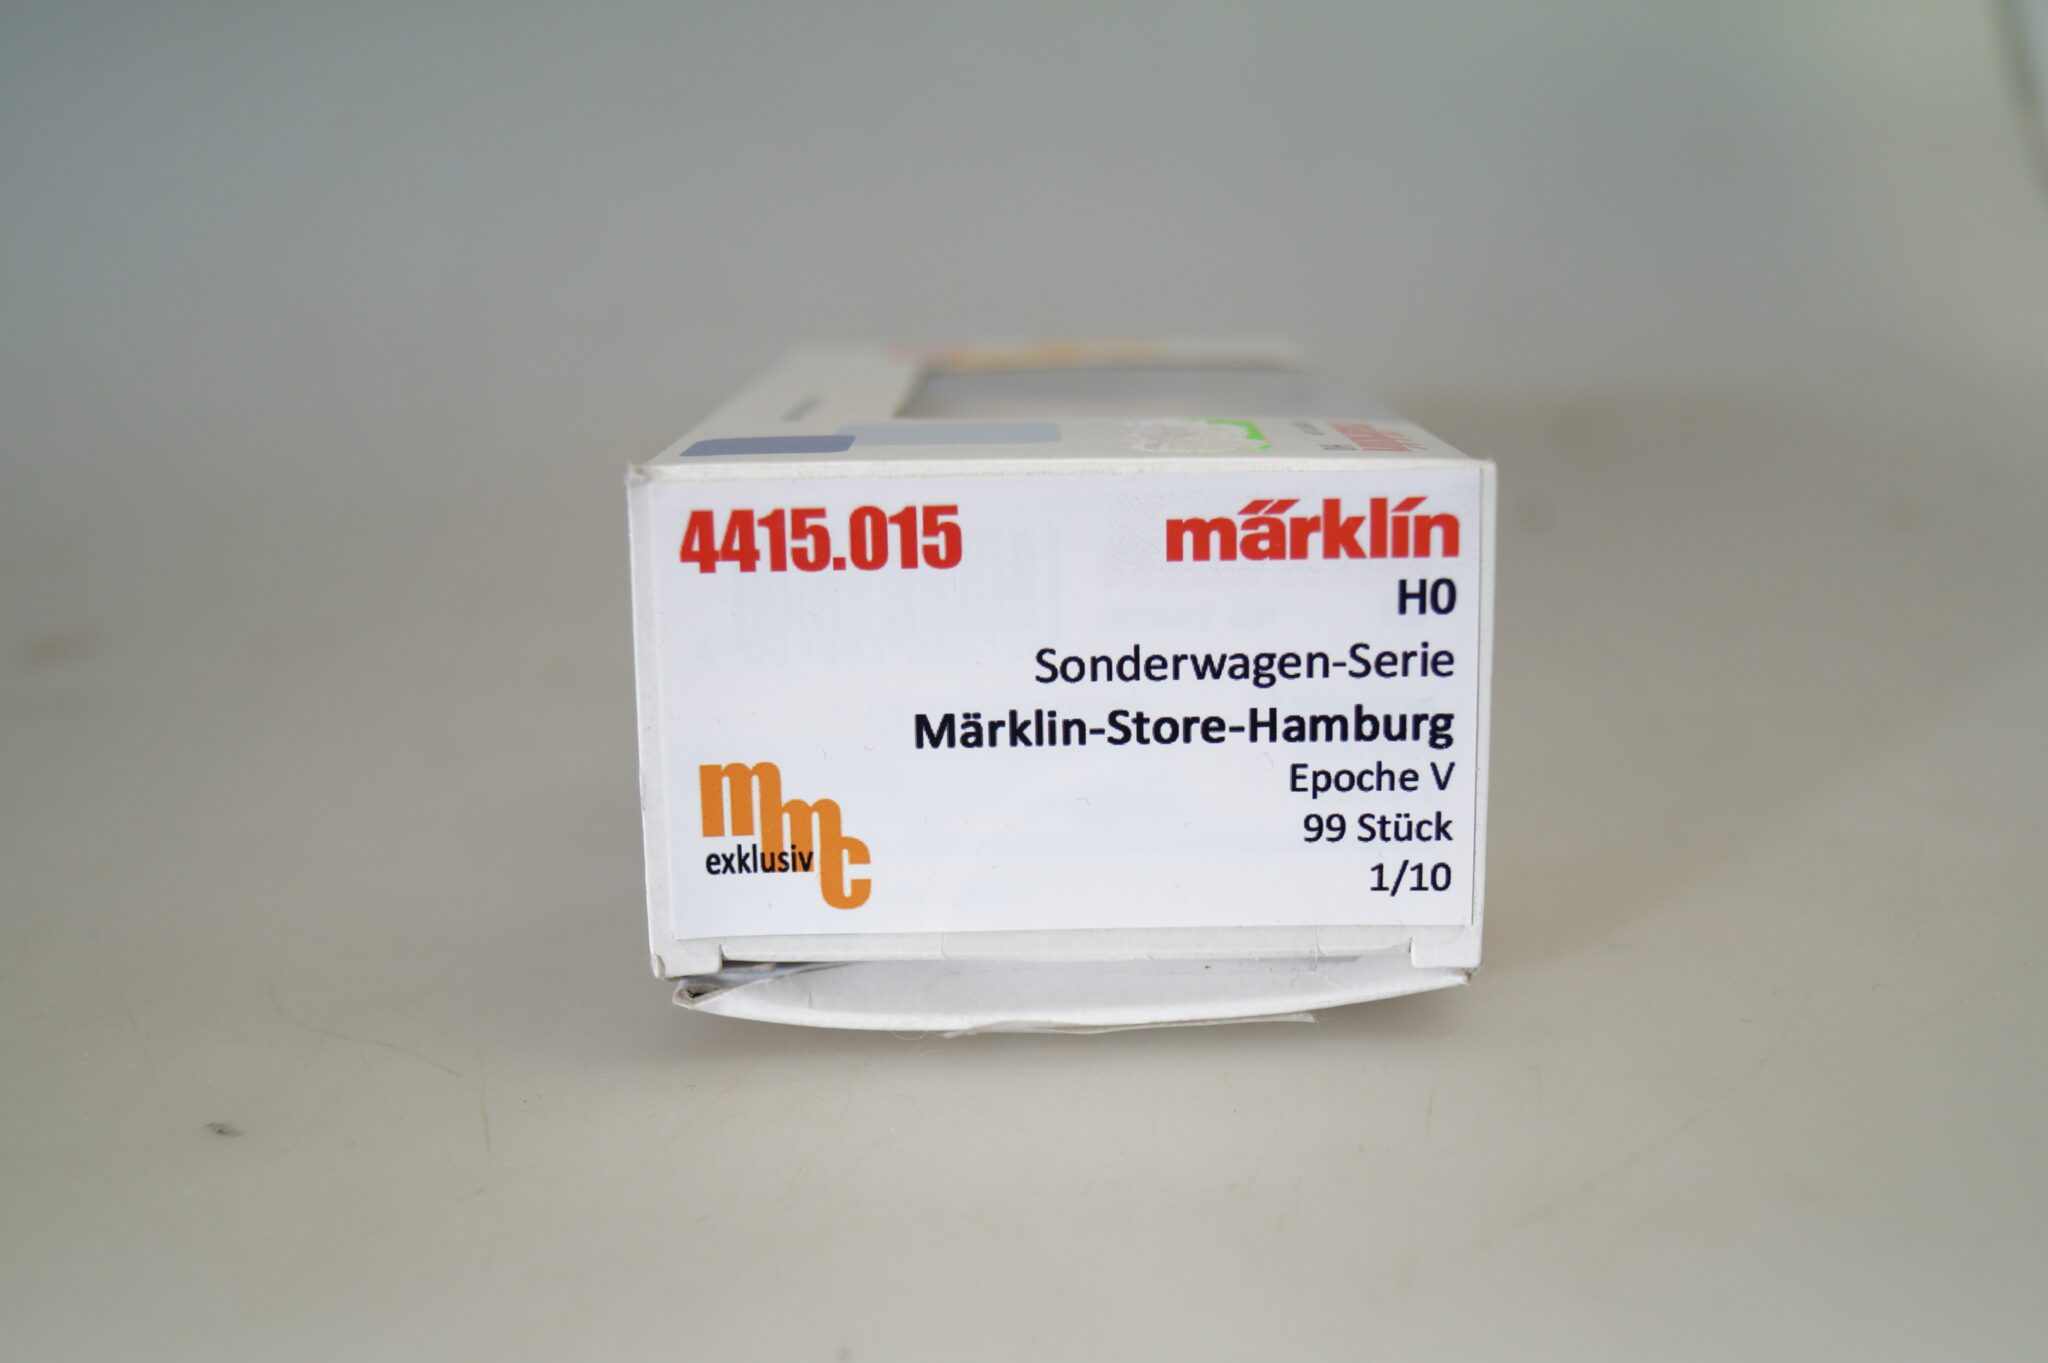 4415.015
märklin
H0
Sonderwagen-Serie
Märklin-Store-Hamburg
Epoche V
99 Stück
1/10
mmc
exklusiv